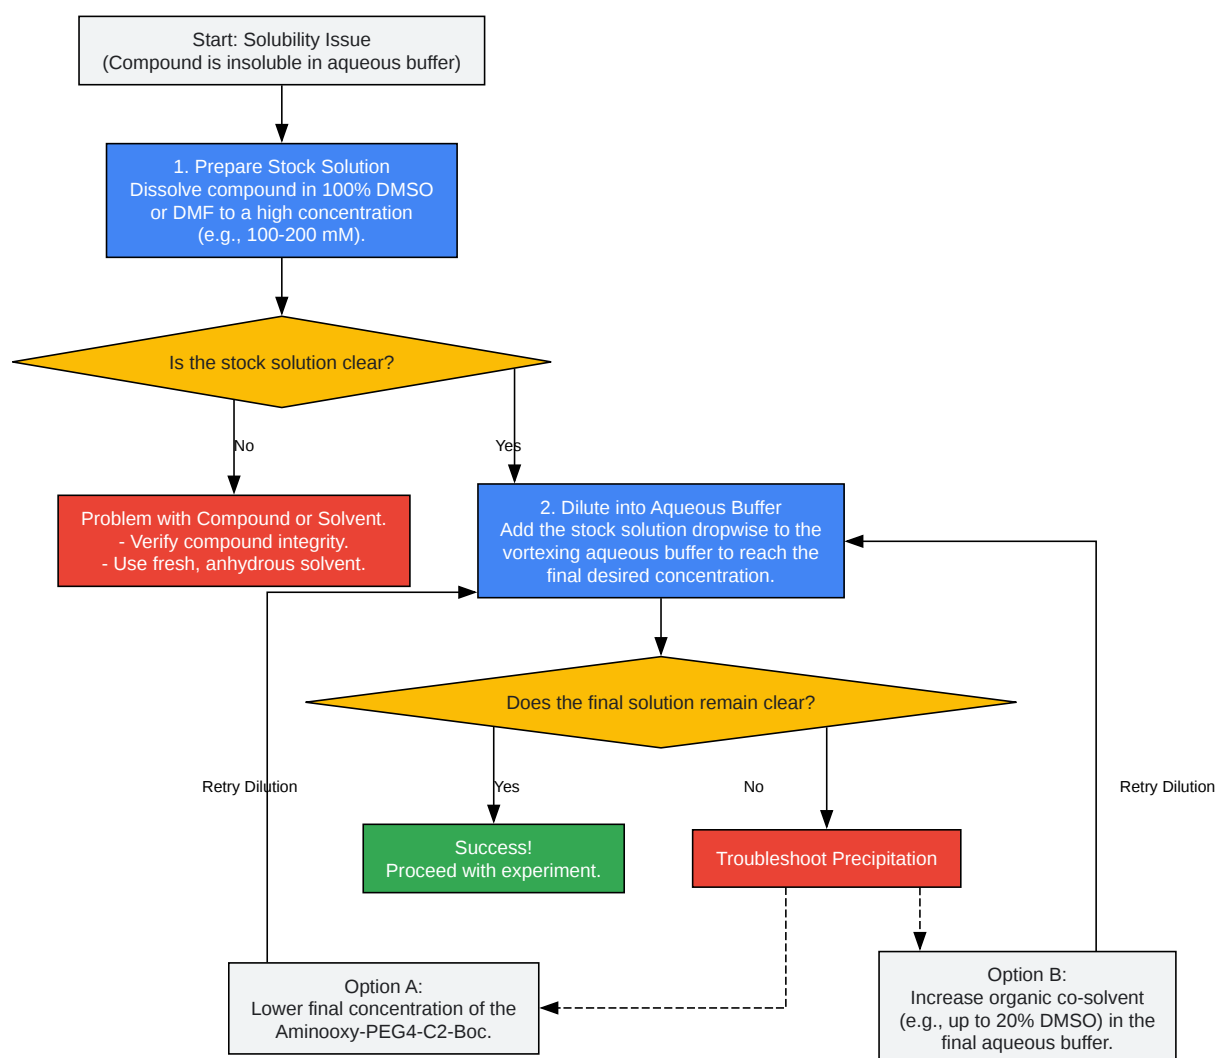 Start: Solubility Issue
(Compound is insoluble in aqueous buffer)
1. Prepare Stock Solution
Dissolve compound in 100% DMSO
or DMF to a high concentration
(e.g., 100-200 mM).
Is the stock solution clear?
No
Yes
Problem with Compound or Solvent.
- Verify compound integrity.
- Use fresh, anhydrous solvent.
2. Dilute into Aqueous Buffer
Add the stock solution dropwise to the
vortexing aqueous buffer to reach the
final desired concentration.
Does the final solution remain clear?
Retry Dilution
Yes
No
Retry Dilution
Success!
Proceed with experiment.
Troubleshoot Precipitation
Option A:
Lower final concentration of the
Aminooxy-PEG4-C2-Boc.
Option B:
Increase organic co-solvent
(e.g., up to 20% DMSO) in the
final aqueous buffer.